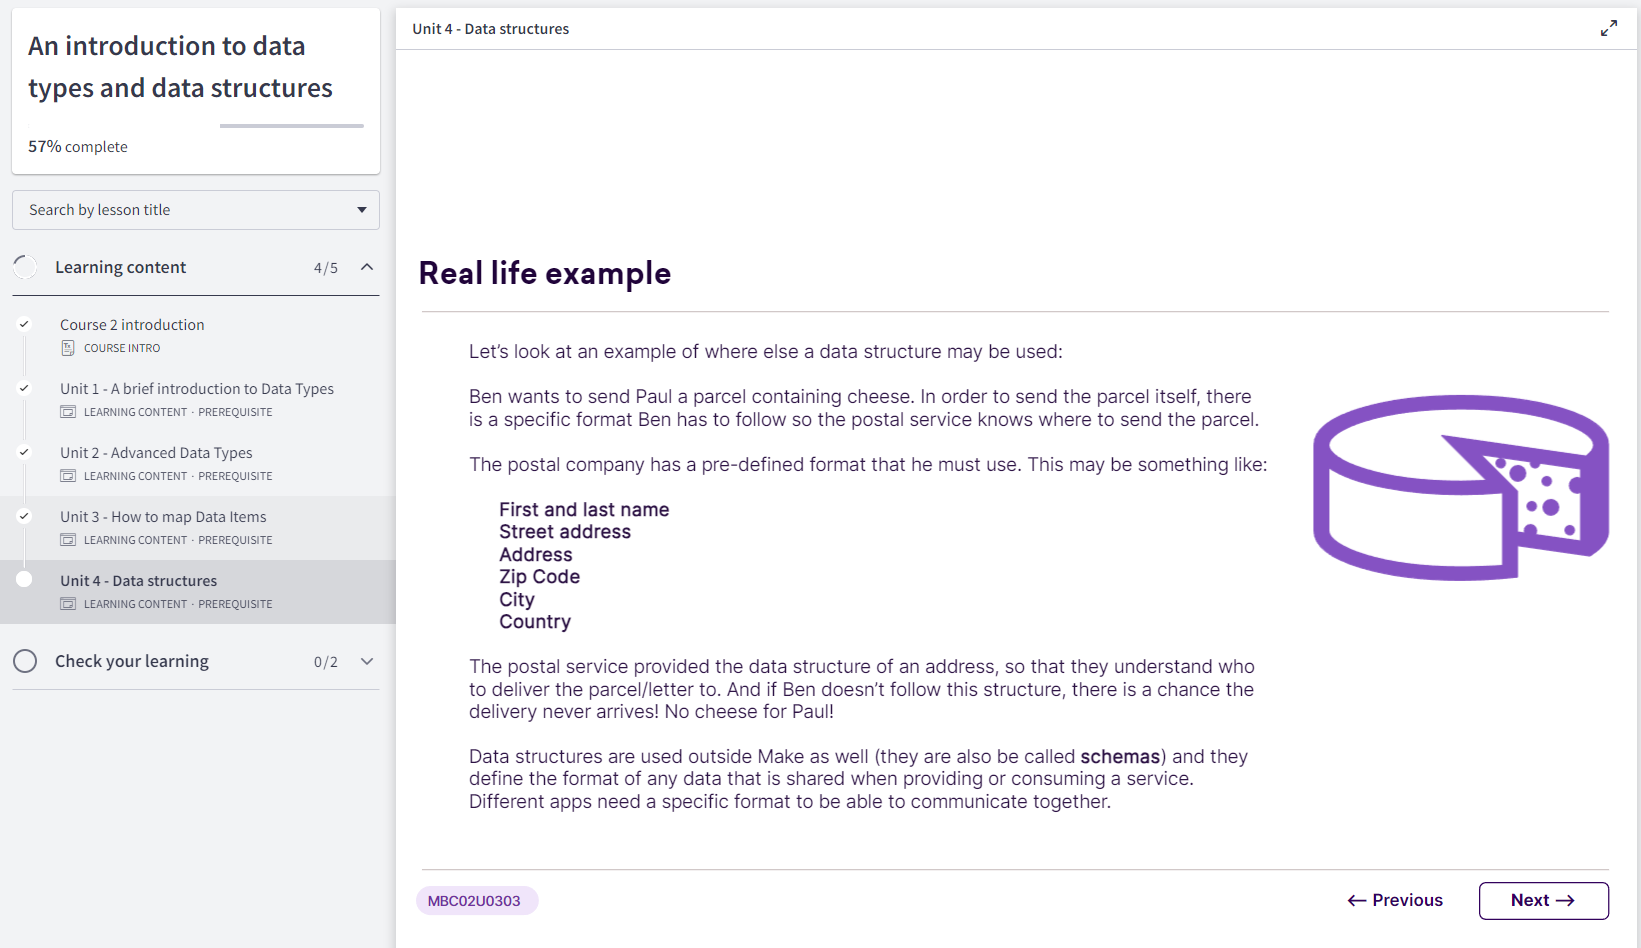 An introduction to data
types and data structures
57% complete
Search by lesson title
Learning content 4/5
Course 2 introduction
COURSE INTRO
Unit 1 - A brief introduction to Data Types
LEARNING CONTENT · PREREQUISITE
Unit 2 - Advanced Data Types
LEARNING CONTENT · PREREQUISITE
Unit 3 - How to map Data Items
LEARNING CONTENT · PREREQUISITE
Unit 4 - Data structures
LEARNING CONTENT · PREREQUISITE
Check your learning 0/2
Unit 4 - Data structures
Real life example
Let’s look at an example of where else a data structure may be used:
Ben wants to send Paul a parcel containing cheese. In order to send the parcel itself, there
is a specific format Ben has to follow so the postal service knows where to send the parcel.
The postal company has a pre-defined format that he must use. This may be something like:
First and last name
Street address
Address
Zip Code
City
Country
The postal service provided the data structure of an address, so that they understand who
to deliver the parcel/letter to. And if Ben doesn’t follow this structure, there is a chance the
delivery never arrives! No cheese for Paul!
Data structures are used outside Make as well (they are also be called schemas) and they
define the format of any data that is shared when providing or consuming a service.
Different apps need a specific format to be able to communicate together.
MBC02U0303
← Previous
Next →